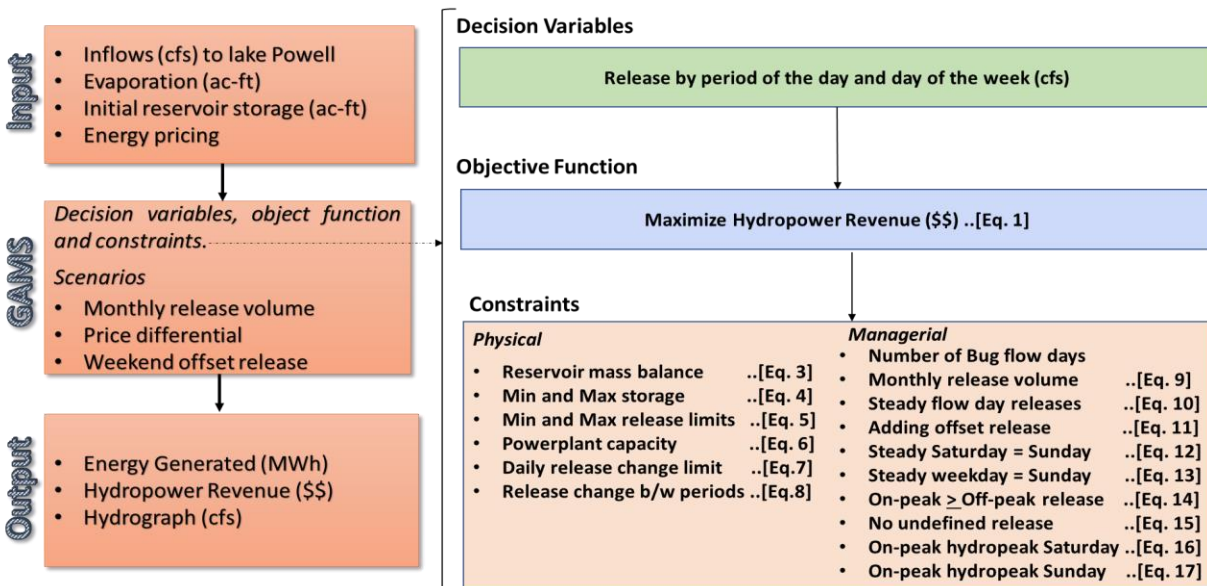 Input
• Inflows (cfs) to lake Powell
• Evaporation (ac-ft)
• Initial reservoir storage (ac-ft)
• Energy pricing
GAMS
Decision variables, object function
and constraints.
Scenarios
• Monthly release volume
• Price differential
• Weekend offset release
Output
• Energy Generated (MWh)
• Hydropower Revenue ($$)
• Hydrograph (cfs)
Decision Variables
Release by period of the day and day of the week (cfs)
Objective Function
Maximize Hydropower Revenue ($$) ..[Eq. 1]
Constraints
Physical
• Reservoir mass balance ..[Eq. 3]
• Min and Max storage ..[Eq. 4]
• Min and Max release limits ..[Eq. 5]
• Powerplant capacity ..[Eq. 6]
• Daily release change limit ..[Eq.7]
• Release change b/w periods ..[Eq.8]
Managerial
• Number of Bug flow days
• Monthly release volume ..[Eq. 9]
• Steady flow day releases ..[Eq. 10]
• Adding offset release ..[Eq. 11]
• Steady Saturday = Sunday ..[Eq. 12]
• Steady weekday = Sunday ..[Eq. 13]
• On-peak ≥ Off-peak release ..[Eq. 14]
• No undefined release ..[Eq. 15]
• On-peak hydropeak Saturday ..[Eq. 16]
• On-peak hydropeak Sunday ..[Eq. 17]